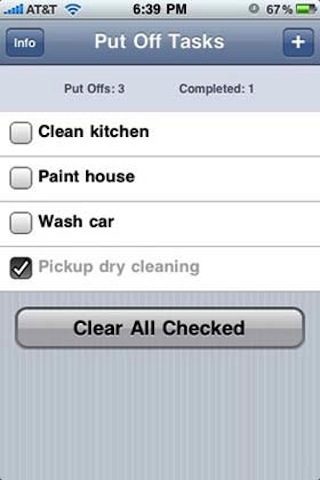 AT&T 6:39 PM 67%
Info Put Off Tasks +
Put Offs: 3 Completed: 1
Clean kitchen
Paint house
Wash car
Pickup dry cleaning
Clear All Checked